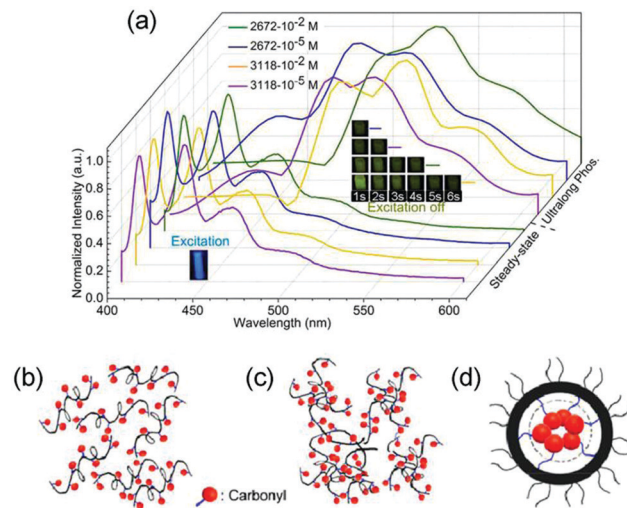 (a)
2672-10⁻² M
2672-10⁻⁵ M
3118-10⁻² M
3118-10⁻⁵ M
Normalized Intensity (a.u.)
1.0
0.8
0.6
0.4
0.2
0.0
1s 2s 3s 4s 5s 6s
Excitation off
Excitation
Steady-state
Ultralong Phos.
400 450 500 550 600
Wavelength (nm)
(b) (c) (d)
: Carbonyl